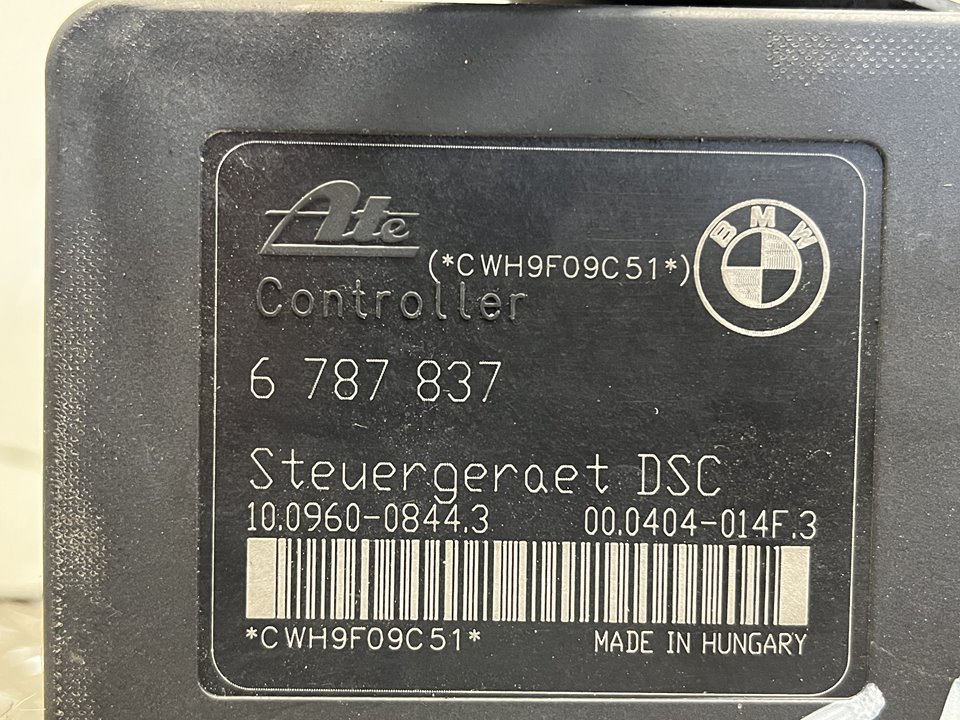 Ate
BMW
(*CWH9F09C51*)
Controller
6 787 837
Steuergeraet DSC
10.0960-0844.3 00.0404-014F.3
*CWH9F09C51* MADE IN HUNGARY